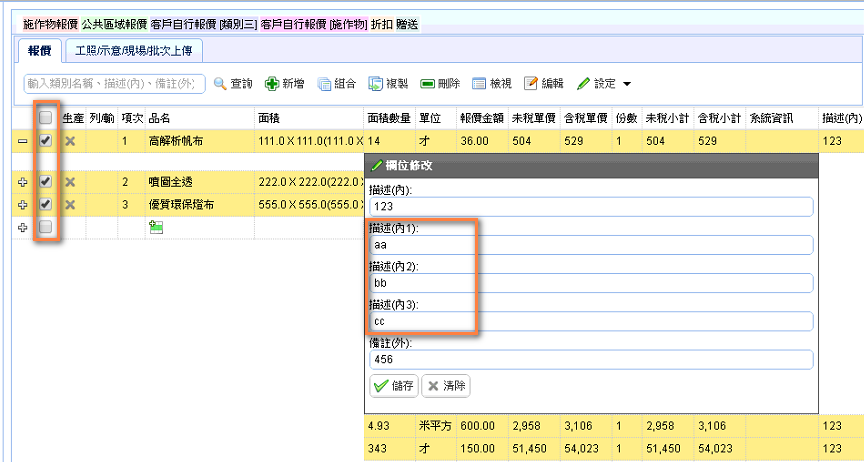 施作物報價 公共區域報價 客戶自行報價 [類別三] 客戶自行報價 [施作物] 折扣 贈送
報價 工照/示意/現場/批次上傳
輸入類別名稱、描述(內)、備註(外) 查詢 新增 組合 複製 刪除 檢視 編輯 設定
生產 列/輸 項次 品名 面積 面積數量 單位 報價金額 未稅單價 含稅單價 份數 未稅小計 含稅小計 系統資訊 描述(內)
1 高解析帆布 111.0 X 111.0(111.0 X 14 才 36.00 504 529 1 504 529 123
欄位修改
描述(內):
2 噴圖全透 222.0 X 222.0(222.0
123
3 優質環保燈布 555.0 X 555.0(555.0
描述(內1):
aa
描述(內2):
bb
描述(內3):
cc
備註(外):
456
儲存 清除
4.93 米平方 600.00 2,958 3,106 1 2,958 3,106 123
343 才 150.00 51,450 54,023 1 51,450 54,023 123